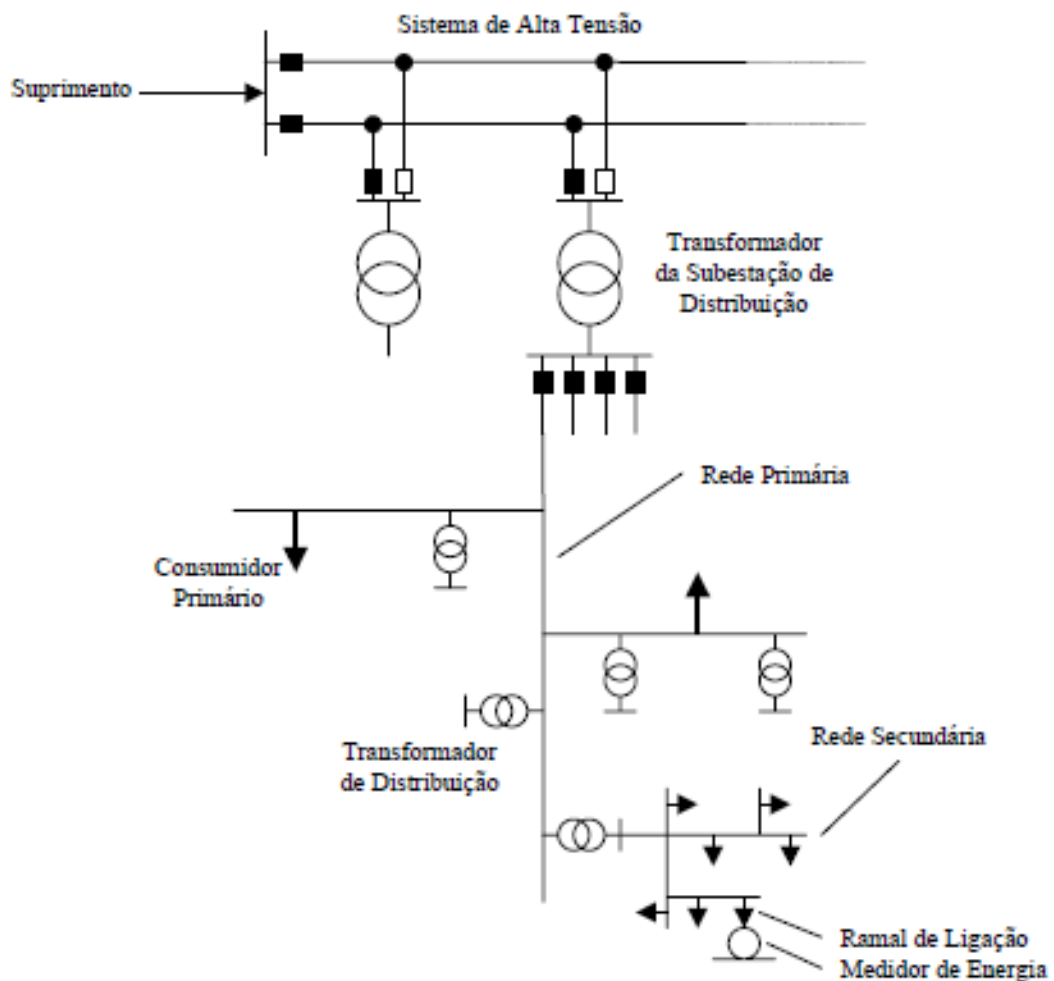 Sistema de Alta Tensão
Suprimento
Transformador
da Subestação de
Distribuição
Rede Primária
Consumidor
Primário
Rede Secundária
Transformador
de Distribuição
Ramal de Ligação
Medidor de Energia